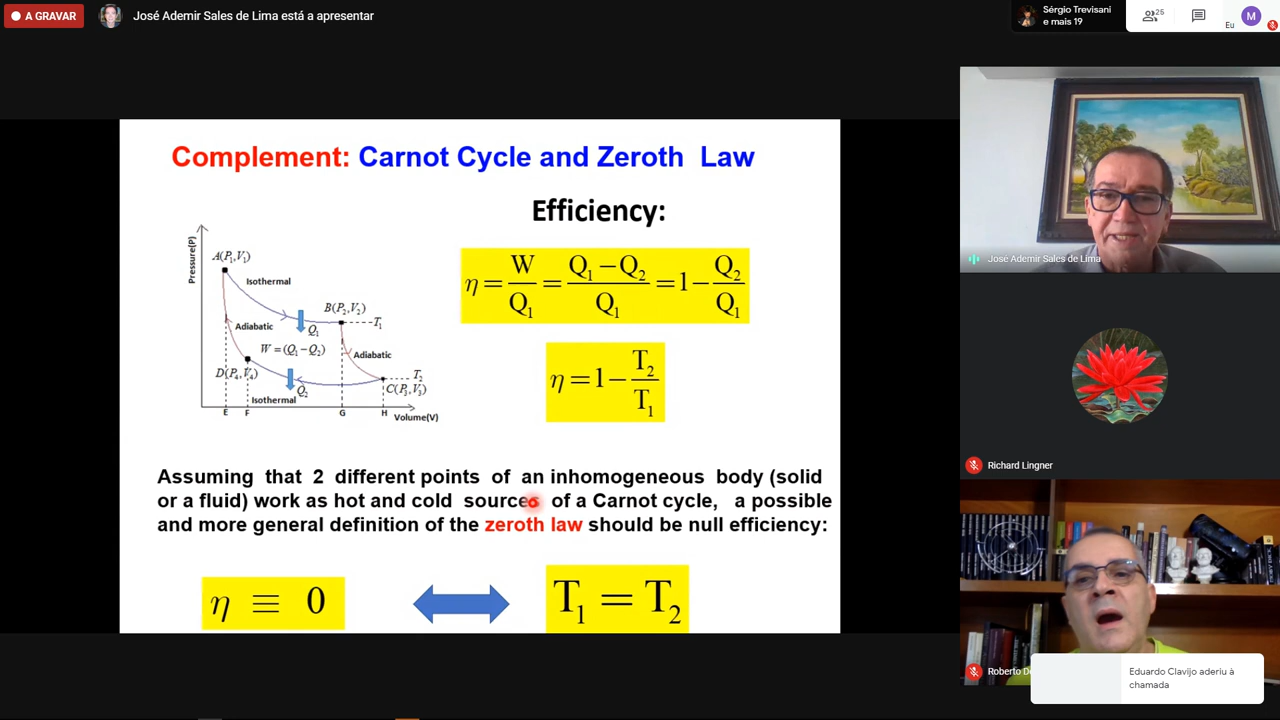 A GRAVAR
José Ademir Sales de Lima está a apresentar
Sérgio Trevisani
e mais 19
25
Eu
M
Complement: Carnot Cycle and Zeroth Law
Efficiency:
Pressure(P)
A(P₁,V₁)
Isothermal
B(P₂,V₂)
T₁
Q₁
Adiabatic
W = (Q₁−Q₂)
Adiabatic
D(P₄,V₄)
T₂
Q₂
C(P₃,V₃)
Isothermal
E F G H
Volume(V)
η = W/Q₁ = (Q₁ − Q₂)/Q₁ = 1 − Q₂/Q₁
η = 1 − T₂/T₁
Assuming that 2 different points of an inhomogeneous body (solid
or a fluid) work as hot and cold sources of a Carnot cycle, a possible
and more general definition of the zeroth law should be null efficiency:
η ≡ 0
T₁ = T₂
José Ademir Sales de Lima
Richard Lingner
Roberto
Eduardo Clavijo aderiu à
chamada